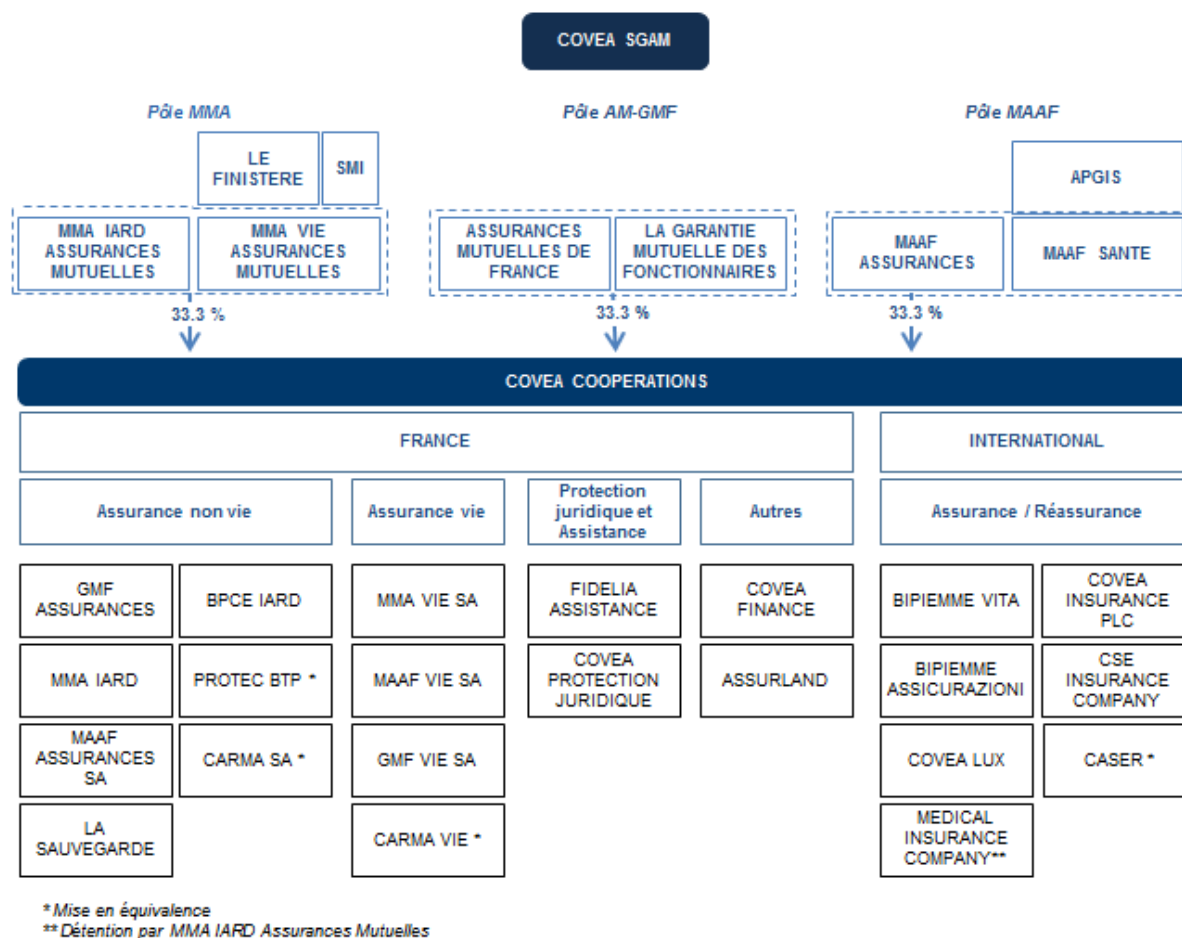 COVEA SGAM
Pôle MMA
Pôle AM-GMF
Pôle MAAF
LE
FINISTERE
SMI
APGIS
MMA IARD
ASSURANCES
MUTUELLES
MMA VIE
ASSURANCES
MUTUELLES
ASSURANCES
MUTUELLES DE
FRANCE
LA GARANTIE
MUTUELLE DES
FONCTIONNAIRES
MAAF
ASSURANCES
MAAF SANTE
33.3 %
33.3 %
33.3 %
COVEA COOPERATIONS
FRANCE
INTERNATIONAL
Assurance non vie
Assurance vie
Protection
juridique et
Assistance
Autres
Assurance / Réassurance
GMF
ASSURANCES
BPCE IARD
MMA VIE SA
FIDELIA
ASSISTANCE
COVEA
FINANCE
BIPIEMME VITA
COVEA
INSURANCE
PLC
MMA IARD
PROTEC BTP *
MAAF VIE SA
COVEA
PROTECTION
JURIDIQUE
ASSURLAND
BIPIEMME
ASSICURAZIONI
CSE
INSURANCE
COMPANY
MAAF
ASSURANCES
SA
CARMA SA *
GMF VIE SA
COVEA LUX
CASER *
LA
SAUVEGARDE
CARMA VIE *
MEDICAL
INSURANCE
COMPANY**
* Mise en équivalence
** Détention par MMA IARD Assurances Mutuelles